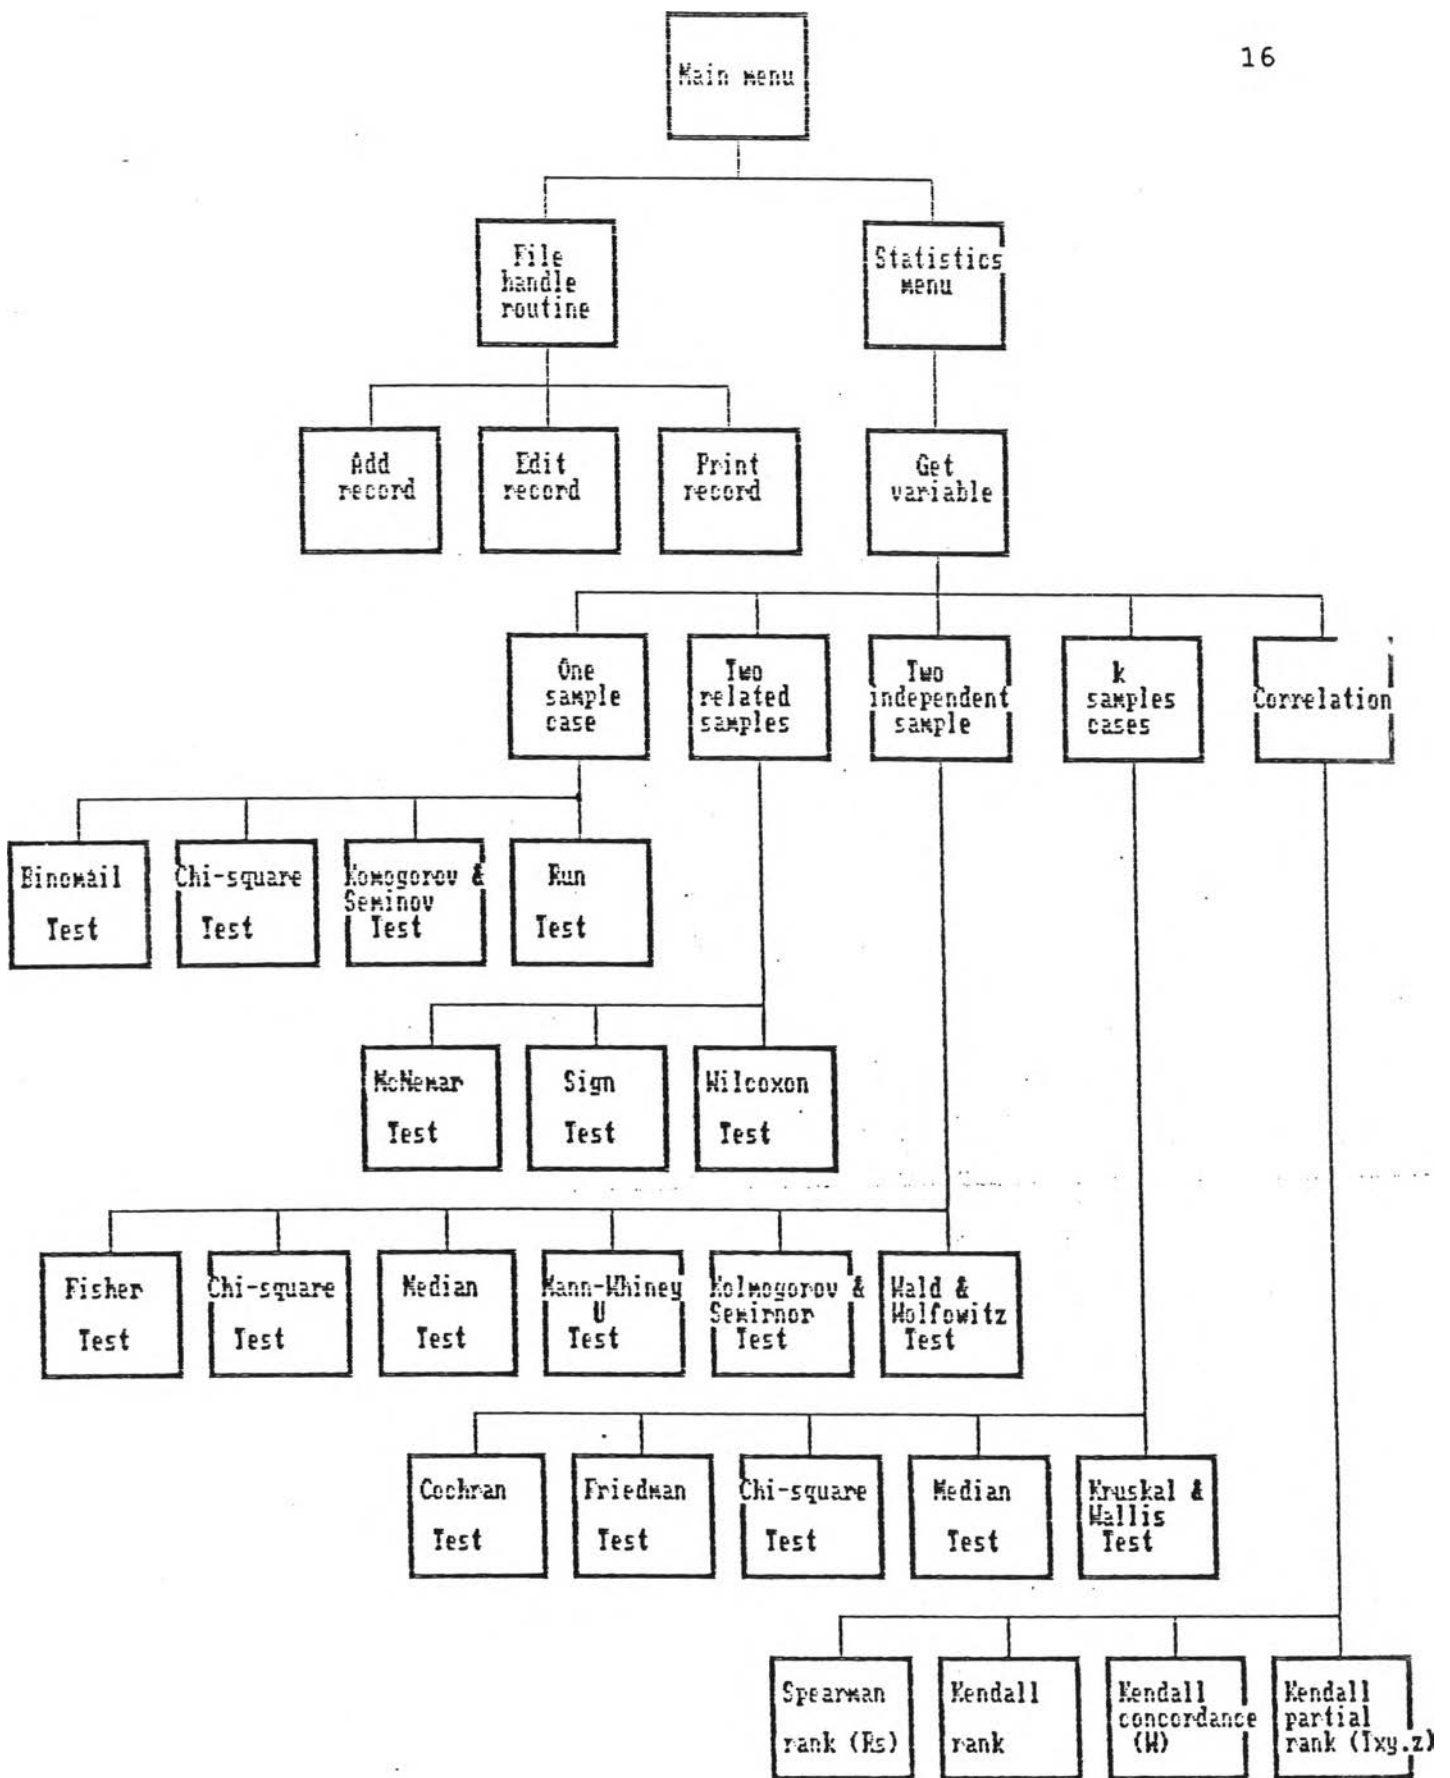 16
Main menu
File
handle
routine
Statistics
menu
Add
record
Edit
record
Print
record
Get
variable
One
sample
case
Two
related
samples
Two
independent
sample
k
samples
cases
Correlation
Binomail
Test
Chi-square
Test
Komogorov &
Seminov
Test
Run
Test
McNemar
Test
Sign
Test
Wilcoxon
Test
Fisher
Test
Chi-square
Test
Median
Test
Mann-Whiney
U
Test
Kolmogorov &
Semirnor
Test
Wald &
Wolfowitz
Test
Cochran
Test
Friedman
Test
Chi-square
Test
Median
Test
Kruskal &
Wallis
Test
Spearman
rank (Rs)
Kendall
rank
Kendall
concordance
(W)
Kendall
partial
rank (Txy.z)